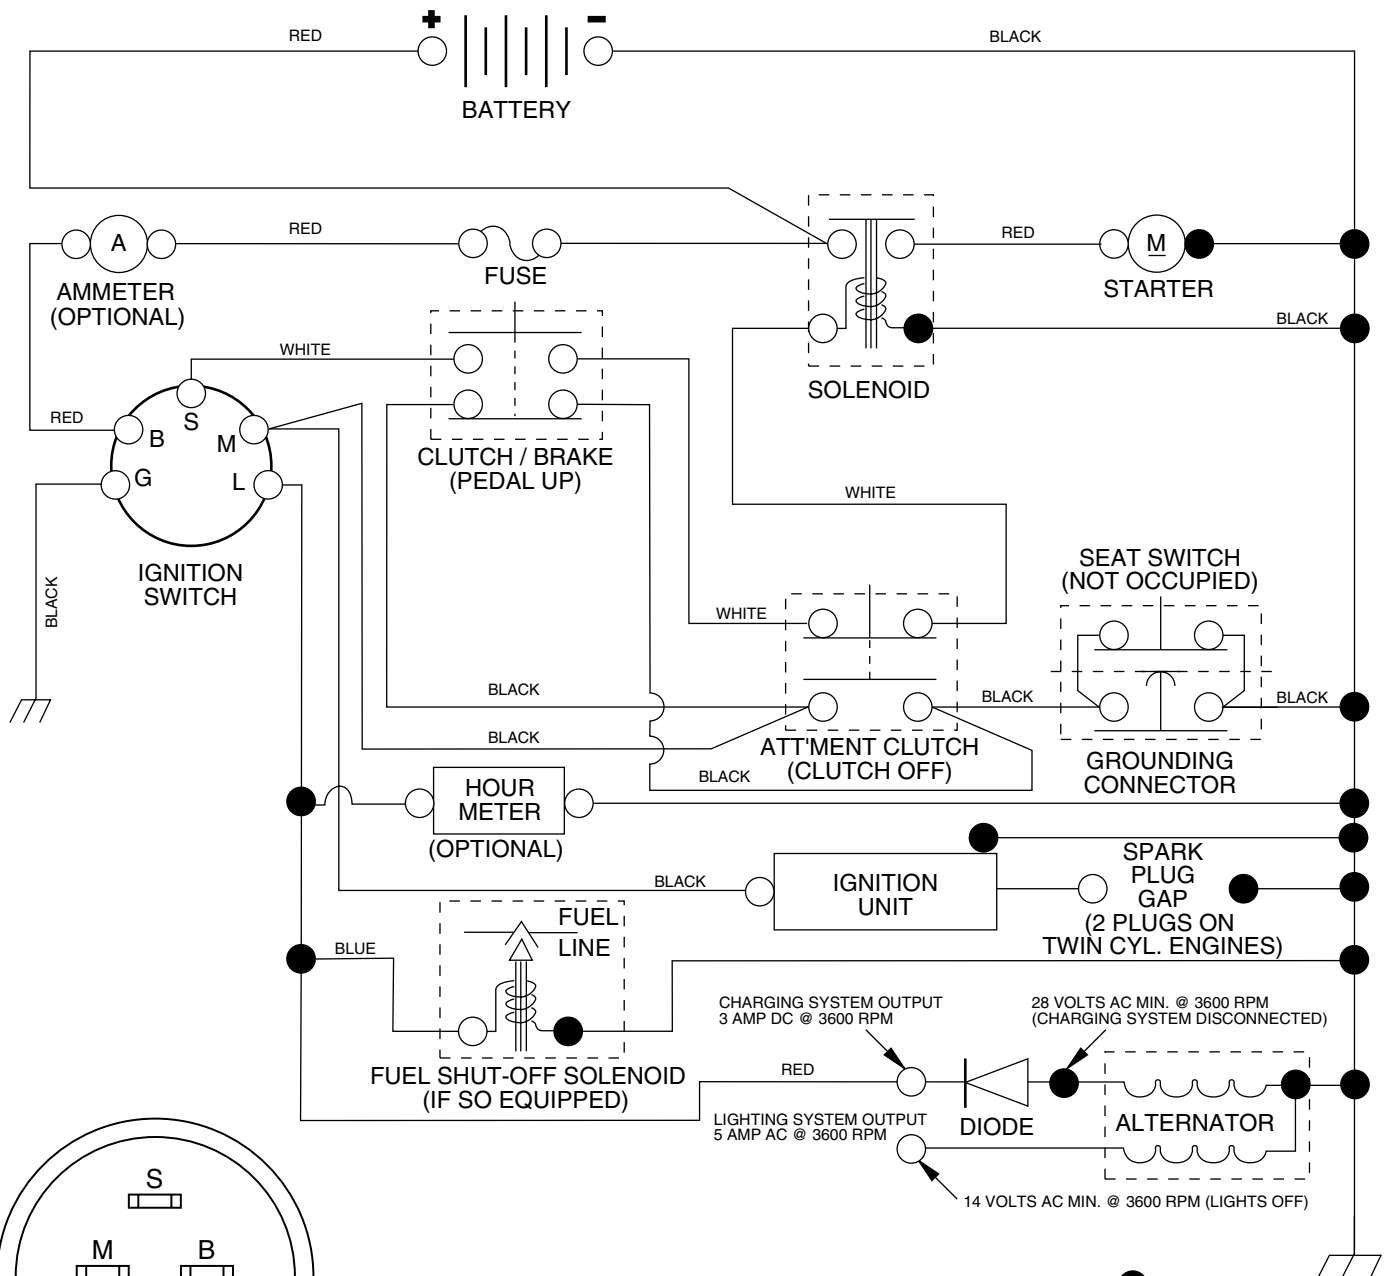 + -
RED
BLACK
BATTERY
A
RED
FUSE
RED
M
STARTER
AMMETER
(OPTIONAL)
BLACK
WHITE
SOLENOID
RED
S
B
M
G
L
CLUTCH / BRAKE
(PEDAL UP)
WHITE
IGNITION
SWITCH
BLACK
SEAT SWITCH
(NOT OCCUPIED)
WHITE
BLACK
BLACK
BLACK
BLACK
ATT'MENT CLUTCH
(CLUTCH OFF)
BLACK
GROUNDING
CONNECTOR
HOUR
METER
(OPTIONAL)
BLACK
IGNITION
UNIT
SPARK
PLUG
GAP
(2 PLUGS ON
TWIN CYL. ENGINES)
FUEL
LINE
BLUE
CHARGING SYSTEM OUTPUT
3 AMP DC @ 3600 RPM
28 VOLTS AC MIN. @ 3600 RPM
(CHARGING SYSTEM DISCONNECTED)
FUEL SHUT-OFF SOLENOID
(IF SO EQUIPPED)
RED
LIGHTING SYSTEM OUTPUT
5 AMP AC @ 3600 RPM
DIODE
ALTERNATOR
14 VOLTS AC MIN. @ 3600 RPM (LIGHTS OFF)
S
M
B